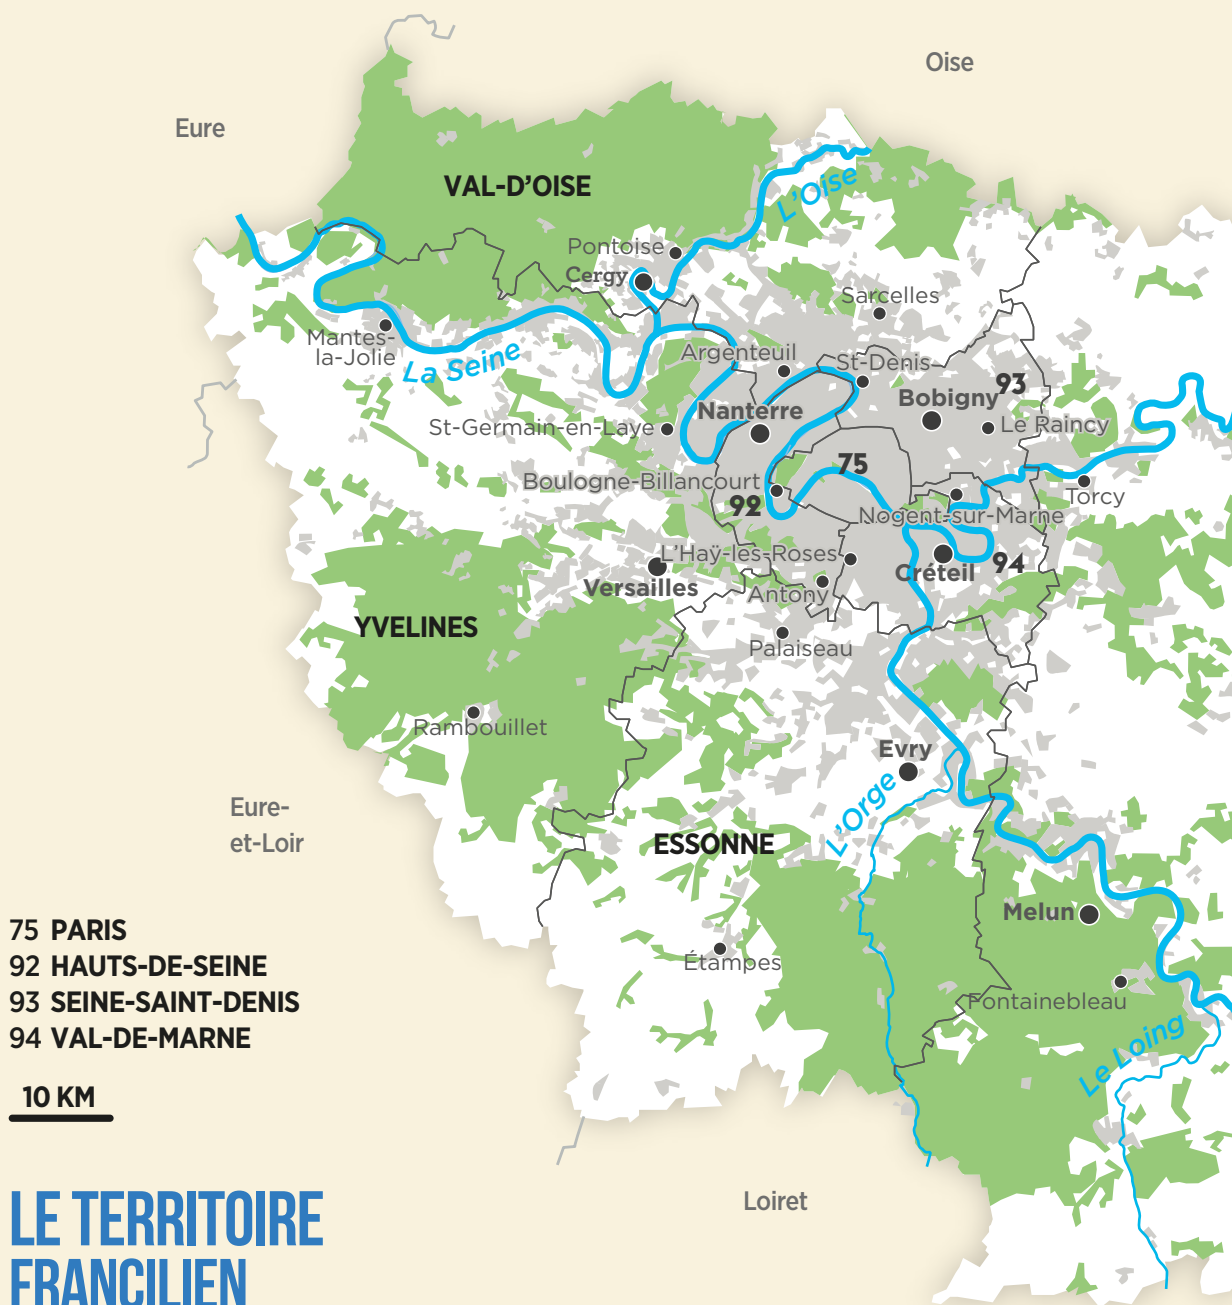 Oise
Eure
VAL-D'OISE
L'Oise
Pontoise
Cergy
Sarcelles
Mantes-
la-Jolie
La Seine
Argenteuil
St-Denis
93
Bobigny
Nanterre
Le Raincy
St-Germain-en-Laye
75
Boulogne-Billancourt
92
Torcy
Nogent-sur-Marne
L'Haÿ-les-Roses
94
Créteil
Versailles
Antony
YVELINES
Palaiseau
Rambouillet
Evry
Eure-
et-Loir
L'Orge
ESSONNE
Melun
75 PARIS
92 HAUTS-DE-SEINE
93 SEINE-SAINT-DENIS
94 VAL-DE-MARNE
Étampes
Fontainebleau
Le Loing
10 KM
Loiret
LE TERRITOIRE
FRANCILIEN